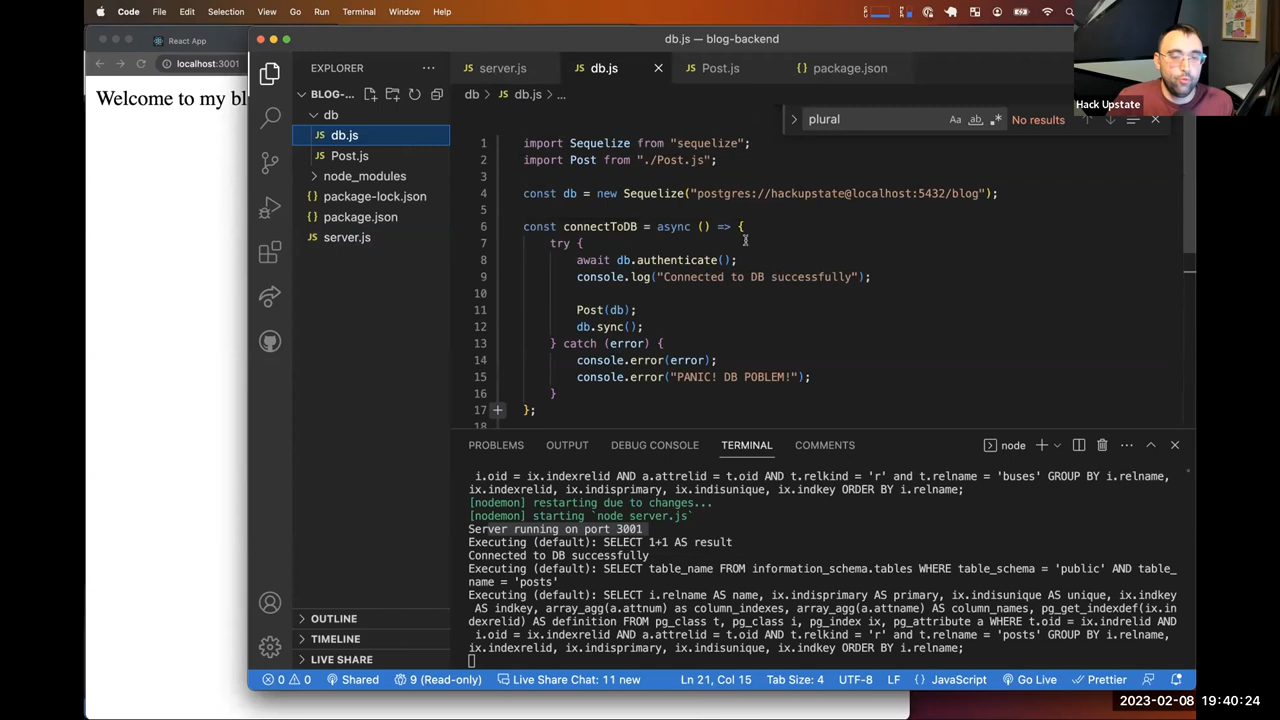 Code File Edit Selection View Go Run Terminal Window Help
React App
localhost:3001
Welcome to my bl
db.js — blog-backend
EXPLORER
BLOG-...
db
db.js
Post.js
node_modules
package-lock.json
package.json
server.js
OUTLINE
TIMELINE
LIVE SHARE
server.js db.js Post.js package.json
db > db.js > ...
plural Aa ab No results
1 import Sequelize from "sequelize";
2 import Post from "./Post.js";
3
4 const db = new Sequelize("postgres://hackupstate@localhost:5432/blog");
5
6 const connectToDB = async () => {
7 try {
8 await db.authenticate();
9 console.log("Connected to DB successfully");
10
11 Post(db);
12 db.sync();
13 } catch (error) {
14 console.error(error);
15 console.error("PANIC! DB POBLEM!");
16 }
17 };
18
PROBLEMS OUTPUT DEBUG CONSOLE TERMINAL COMMENTS node
i.oid = ix.indexrelid AND a.attrelid = t.oid AND t.relkind = 'r' and t.relname = 'buses' GROUP BY i.relname,
ix.indexrelid, ix.indisprimary, ix.indisunique, ix.indkey ORDER BY i.relname;
[nodemon] restarting due to changes...
[nodemon] starting `node server.js`
Server running on port 3001
Executing (default): SELECT 1+1 AS result
Connected to DB successfully
Executing (default): SELECT table_name FROM information_schema.tables WHERE table_schema = 'public' AND table_
name = 'posts'
Executing (default): SELECT i.relname AS name, ix.indisprimary AS primary, ix.indisunique AS unique, ix.indkey
AS indkey, array_agg(a.attnum) as column_indexes, array_agg(a.attname) AS column_names, pg_get_indexdef(ix.in
dexrelid) AS definition FROM pg_class t, pg_class i, pg_index ix, pg_attribute a WHERE t.oid = ix.indrelid AND
i.oid = ix.indexrelid AND a.attrelid = t.oid AND t.relkind = 'r' and t.relname = 'posts' GROUP BY i.relname,
ix.indexrelid, ix.indisprimary, ix.indisunique, ix.indkey ORDER BY i.relname;
0 0 Shared 9 (Read-only) Live Share Chat: 11 new Ln 21, Col 15 Tab Size: 4 UTF-8 LF {} JavaScript Go Live Prettier
Hack Upstate
2023-02-08 19:40:24